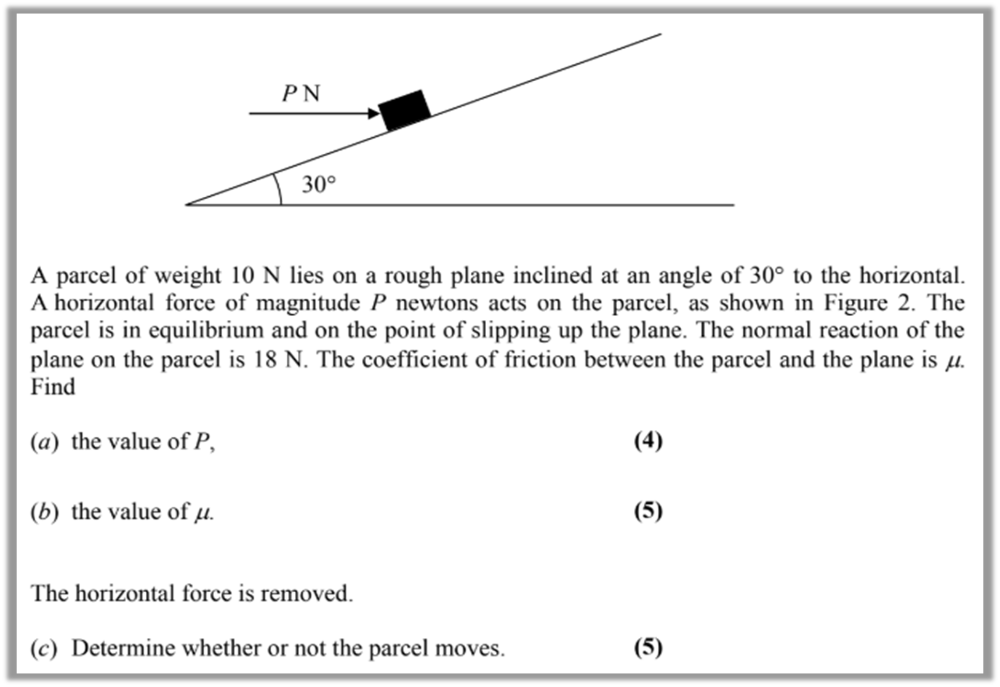 P N
30°
A parcel of weight 10 N lies on a rough plane inclined at an angle of 30° to the horizontal.
A horizontal force of magnitude P newtons acts on the parcel, as shown in Figure 2. The
parcel is in equilibrium and on the point of slipping up the plane. The normal reaction of the
plane on the parcel is 18 N. The coefficient of friction between the parcel and the plane is μ.
Find
(a) the value of P, (4)
(b) the value of μ. (5)
The horizontal force is removed.
(c) Determine whether or not the parcel moves. (5)